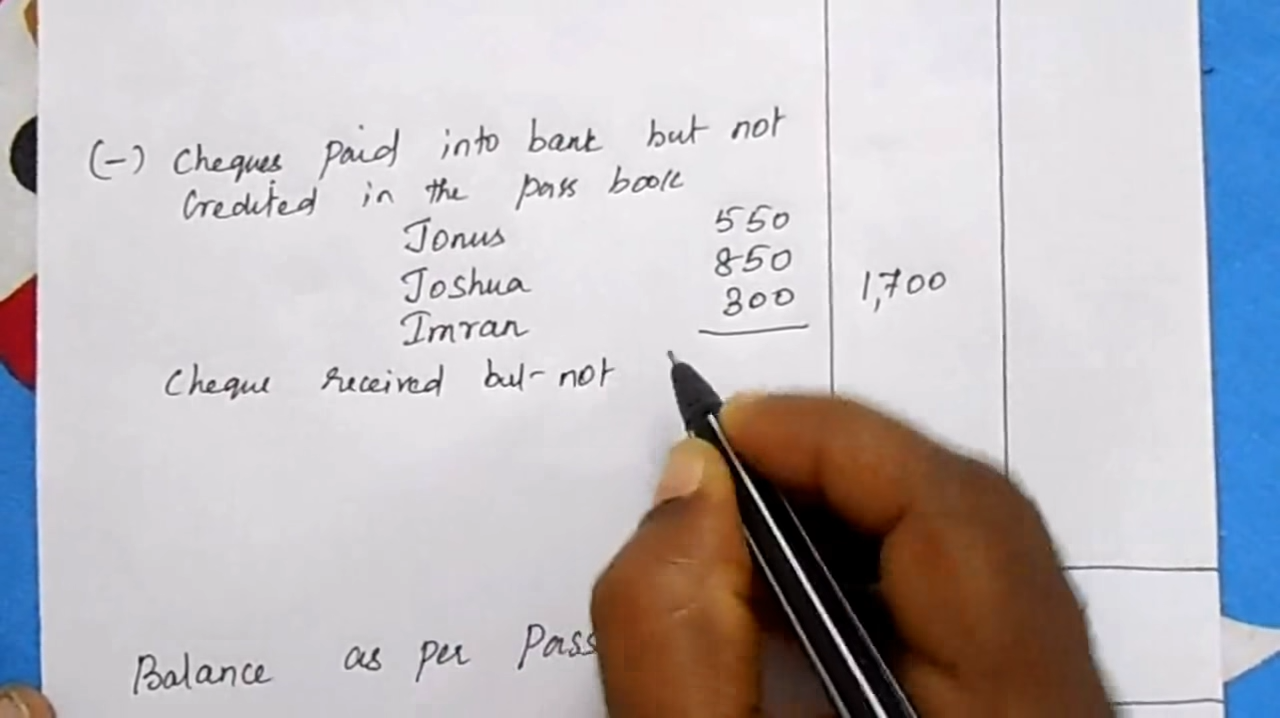 (-) Cheques paid into bank but not
Credited in the pass book
Jonus 550
Joshua 850
Imran 300 1,700
Cheque received but-not
Balance as per Pass